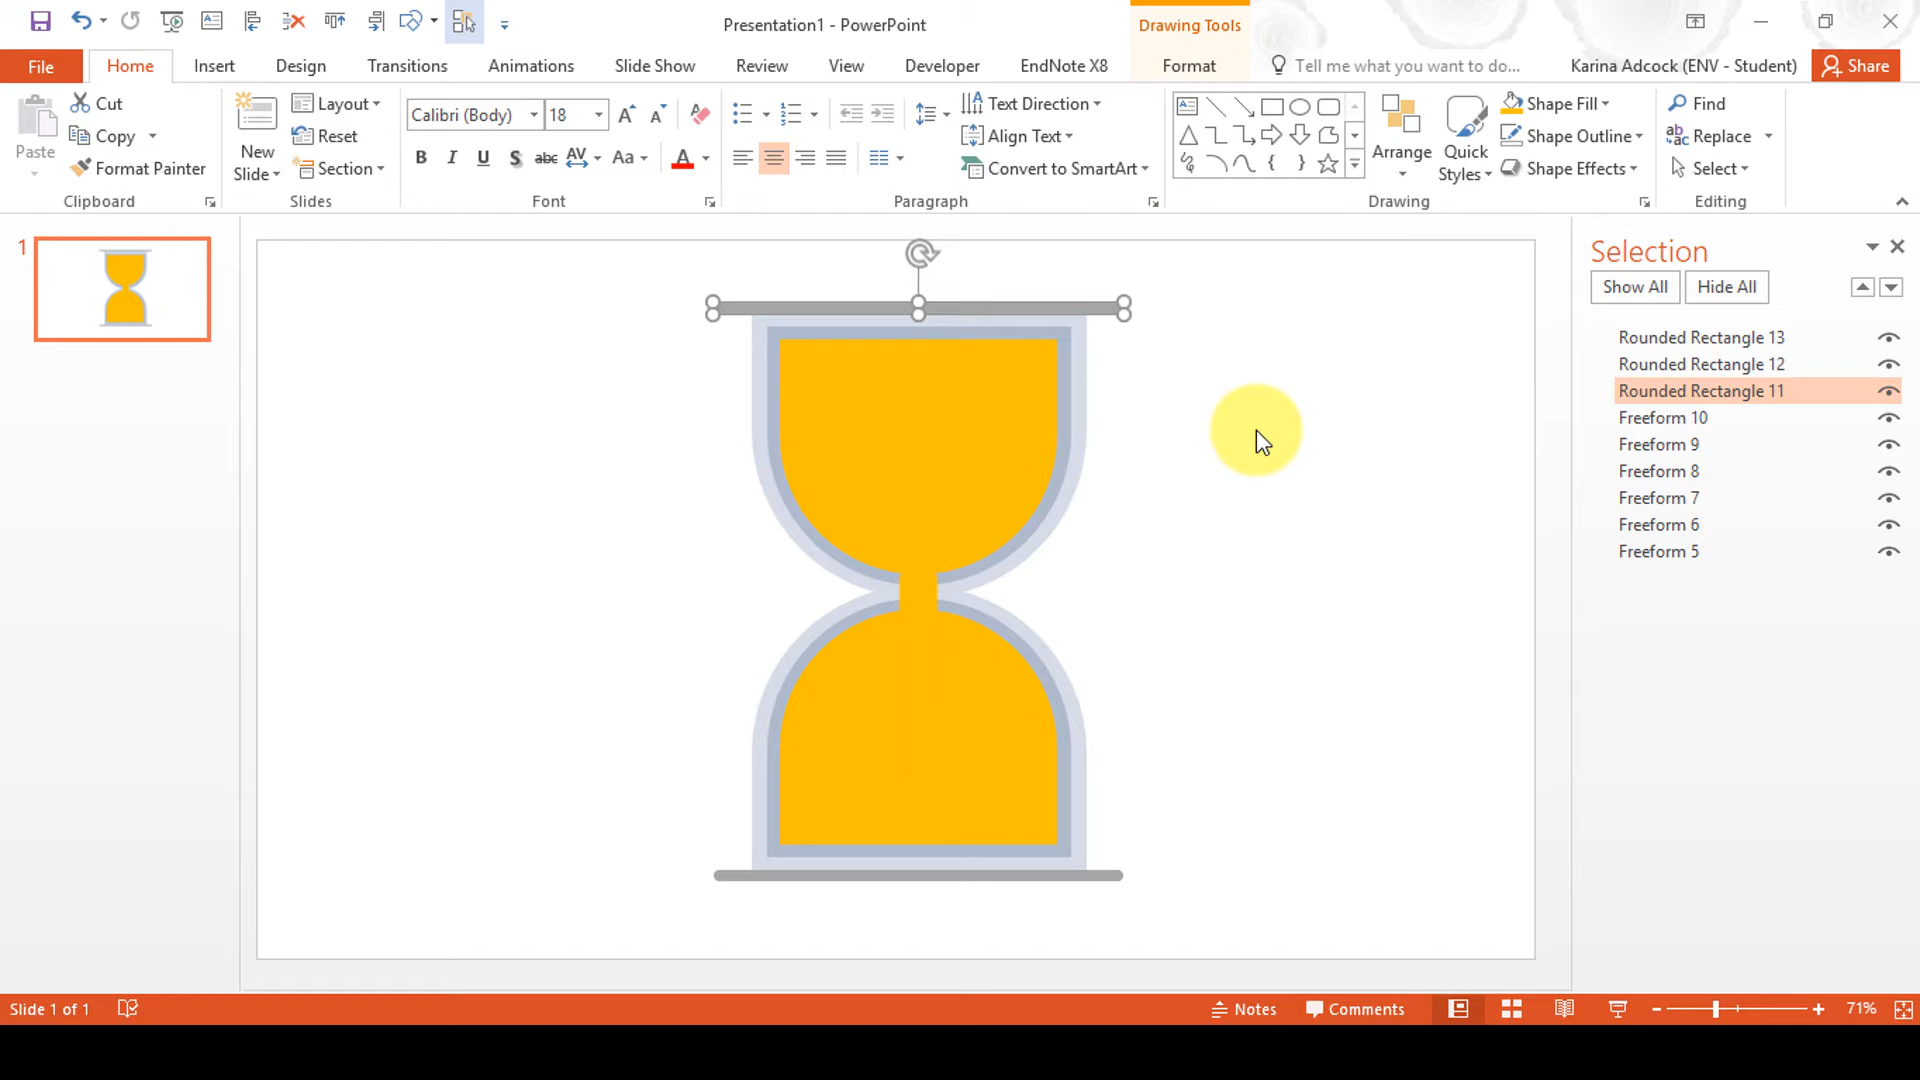 Presentation1 - PowerPoint
Drawing Tools
File
Home
Insert
Design
Transitions
Animations
Slide Show
Review
View
Developer
EndNote X8
Format
Tell me what you want to do...
Karina Adcock (ENV - Student)
Share
Paste
Cut
Copy
Format Painter
Clipboard
New
Slide
Layout
Reset
Section
Slides
Calibri (Body)
18
B I U S abc AV Aa A
Font
Text Direction
Align Text
Convert to SmartArt
Paragraph
Arrange
Quick
Styles
Shape Fill
Shape Outline
Shape Effects
Drawing
Find
Replace
Select
Editing
1
Selection
Show All
Hide All
Rounded Rectangle 13
Rounded Rectangle 12
Rounded Rectangle 11
Freeform 10
Freeform 9
Freeform 8
Freeform 7
Freeform 6
Freeform 5
Slide 1 of 1
Notes
Comments
71%